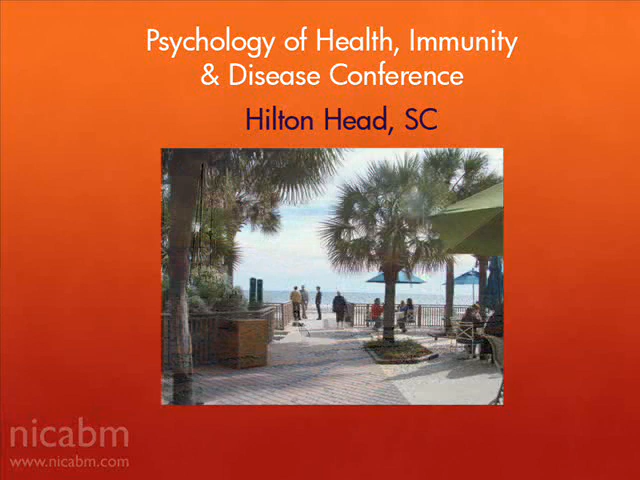 Psychology of Health, Immunity
& Disease Conference
Hilton Head, SC
nicabm
www.nicabm.com